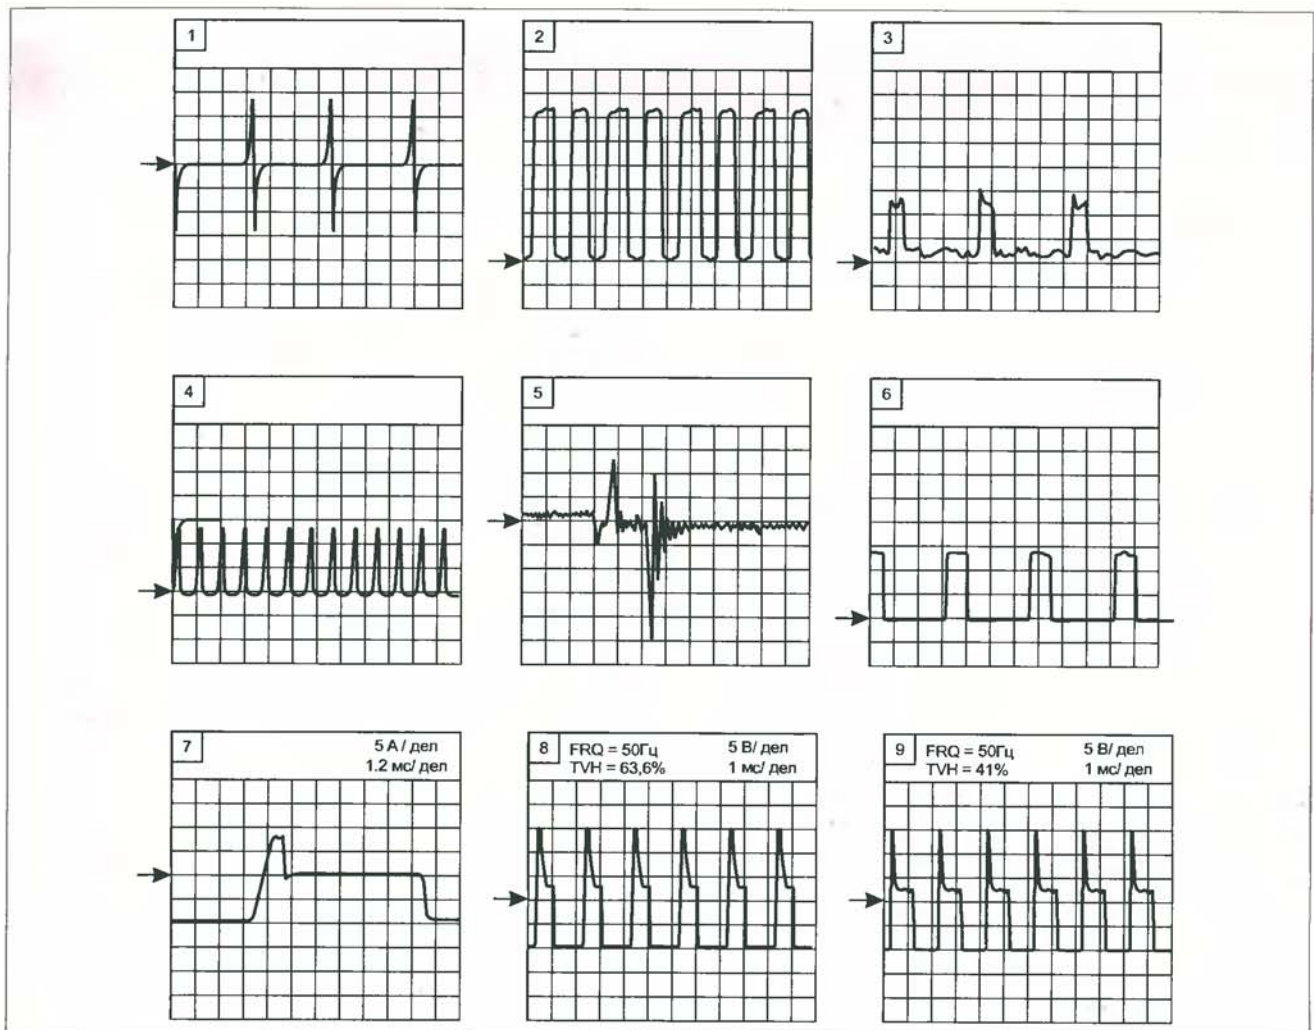 1
2
3
4
5
6
7
5 А / дел
1.2 мс/ дел
8
FRQ = 50Гц
5 В/ дел
TVH = 63,6%
1 мс/ дел
9
FRQ = 50Гц
5 В/ дел
TVH = 41%
1 мс/ дел